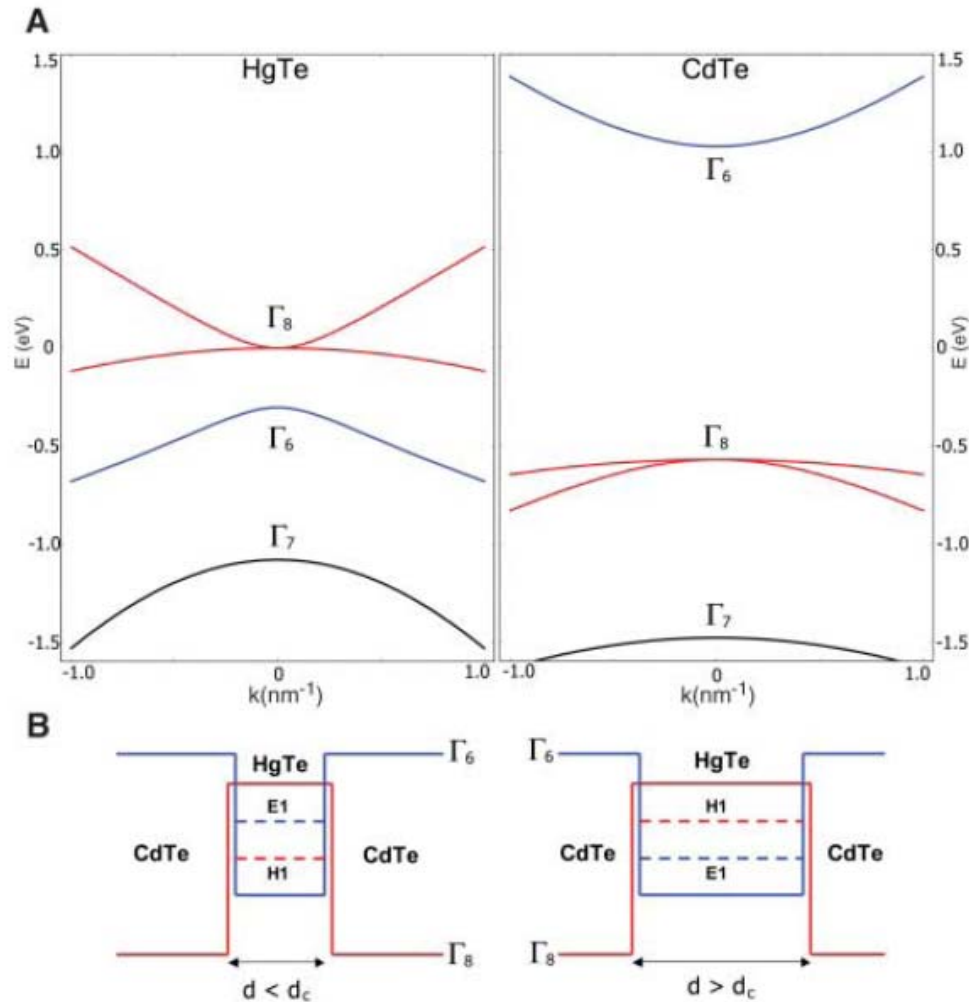 A
HgTe
CdTe
1.5
1.0
0.5
0
-0.5
-1.0
-1.5
E (eV)
Γ8
Γ6
Γ7
-1.0 0 1.0
k(nm⁻¹)
Γ6
Γ8
Γ7
1.5
1.0
0.5
0
-0.5
-1.0
-1.5
E (eV)
-1.0 0 1.0
k(nm⁻¹)
B
HgTe
Γ6
E1
CdTe
CdTe
H1
Γ8
d < dc
Γ6
HgTe
H1
CdTe
CdTe
E1
Γ8
d > dc